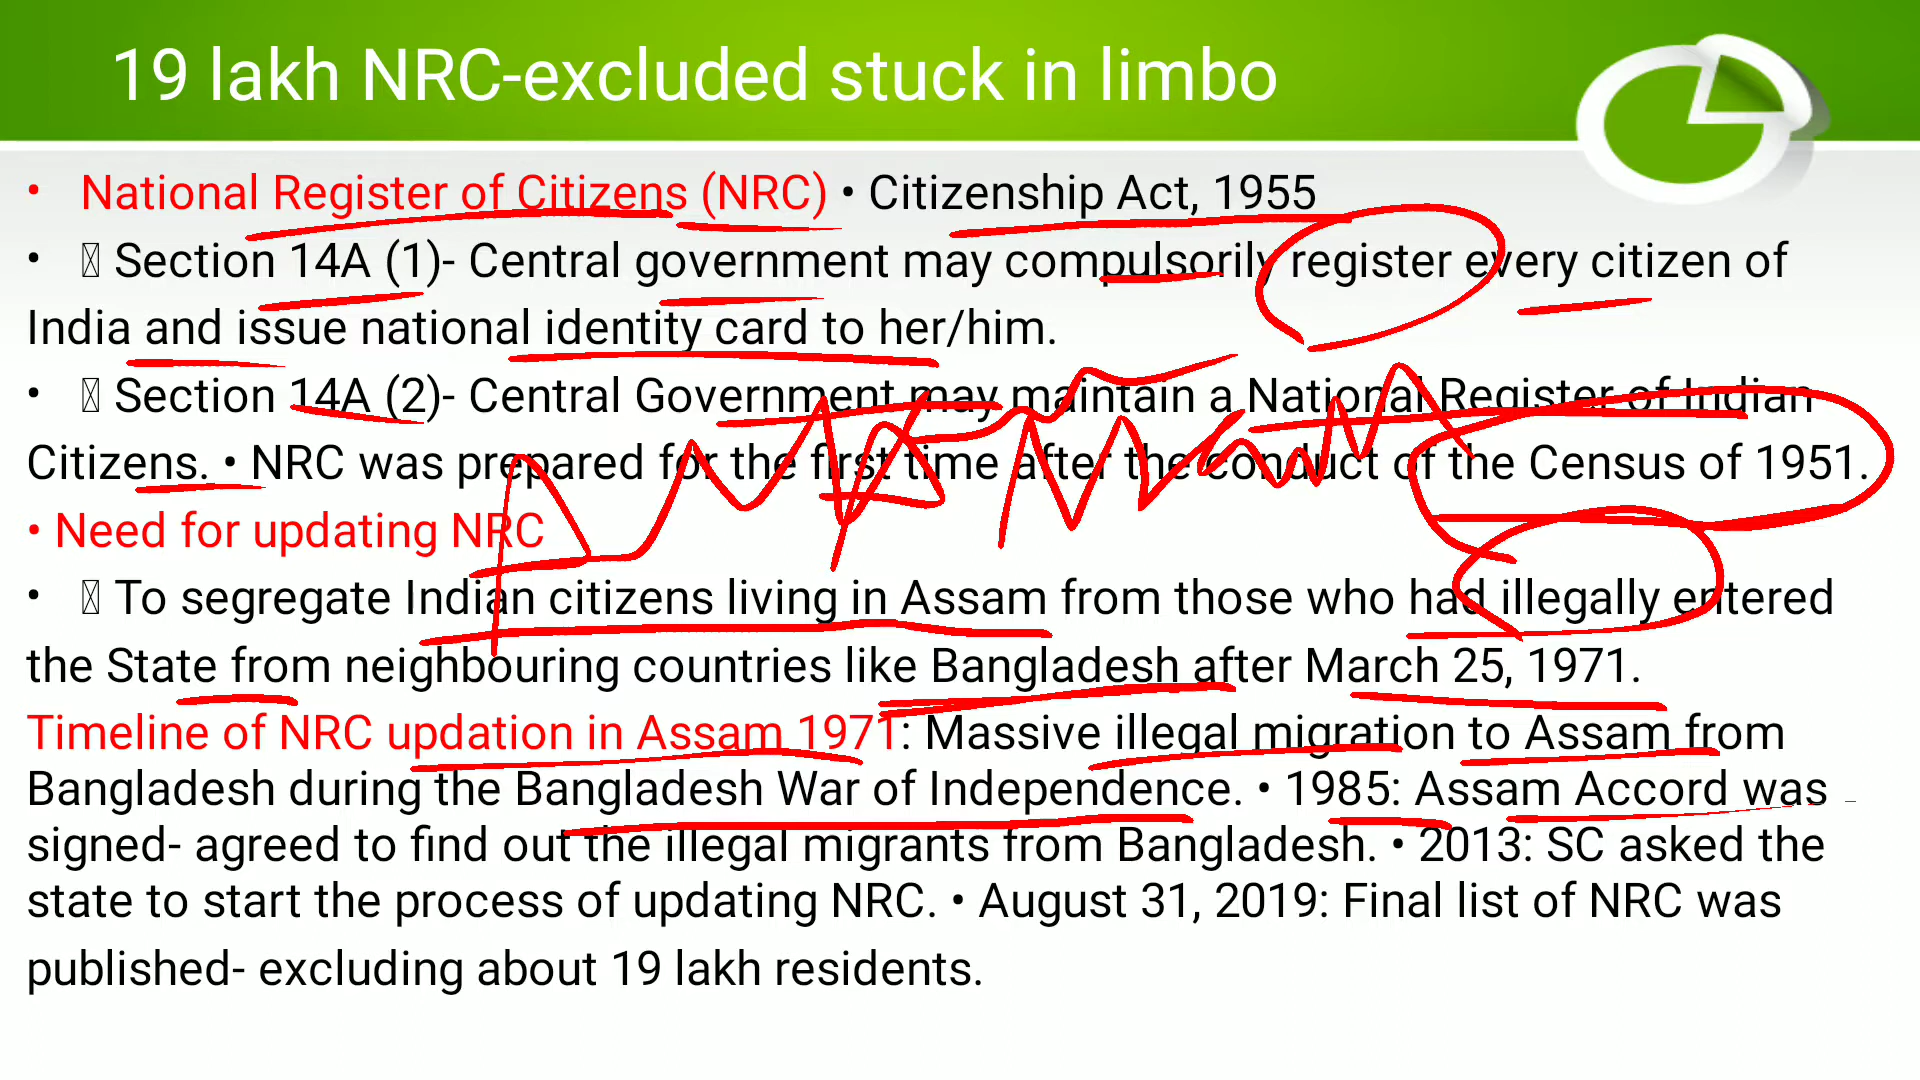 19 lakh NRC-excluded stuck in limbo
• National Register of Citizens (NRC) • Citizenship Act, 1955
• Section 14A (1)- Central government may compulsorily register every citizen of
India and issue national identity card to her/him.
• Section 14A (2)- Central Government may maintain a National Register of Indian
Citizens. • NRC was prepared for the first time after the conduct of the Census of 1951.
• Need for updating NRC
• To segregate Indian citizens living in Assam from those who had illegally entered
the State from neighbouring countries like Bangladesh after March 25, 1971.
Timeline of NRC updation in Assam 1971: Massive illegal migration to Assam from
Bangladesh during the Bangladesh War of Independence. • 1985: Assam Accord was
signed- agreed to find out the illegal migrants from Bangladesh. • 2013: SC asked the
state to start the process of updating NRC. • August 31, 2019: Final list of NRC was
published- excluding about 19 lakh residents.